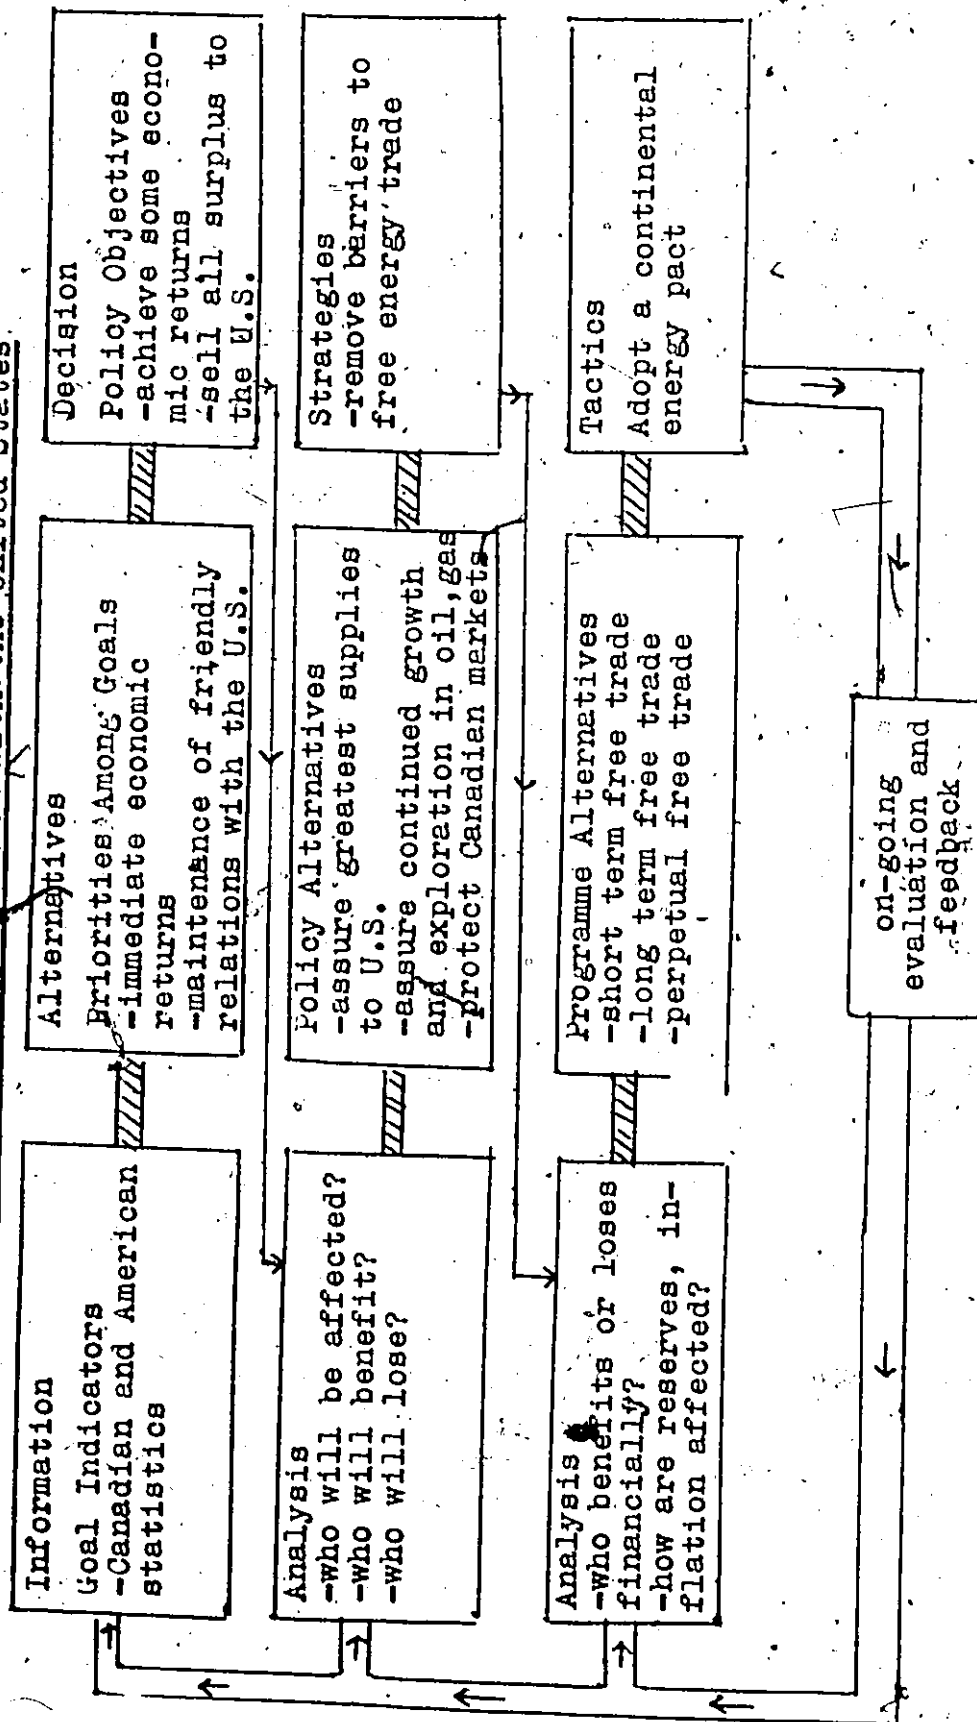 the United States
Information
Goal Indicators
-Canadian and American
statistics
Alternatives
Priorities Among Goals
-immediate economic
returns
-maintenance of friendly
relations with the U.S.
Decision
Policy Objectives
-achieve some econo-
mic returns
-sell all surplus to
the U.S.
Analysis
-who will be affected?
-who will benefit?
-who will lose?
Policy Alternatives
-assure greatest supplies
to U.S.
-assure continued growth
and exploration in oil,gas
-protect Canadian markets
Strategies
-remove barriers to
free energy trade
Analysis
-who benefits or loses
financially?
-how are reserves, in-
flation affected?
Programme Alternatives
-short term free trade
-long term free trade
-perpetual free trade
Tactics
Adopt a continental
energy pact
on-going
evaluation and
feedback